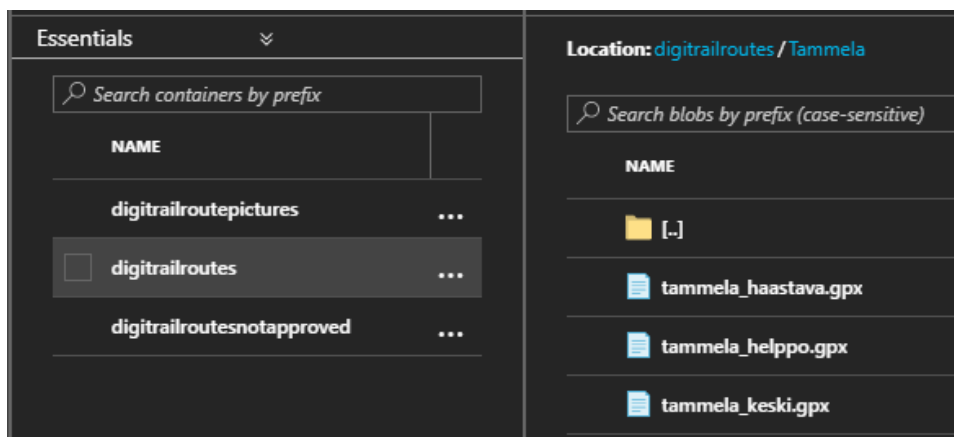 Essentials
Search containers by prefix
NAME
digitrailroutepictures ...
digitrailroutes ...
digitrailroutesnotapproved ...
Location: digitrailroutes / Tammela
Search blobs by prefix (case-sensitive)
NAME
[..]
tammela_haastava.gpx
tammela_helppo.gpx
tammela_keski.gpx